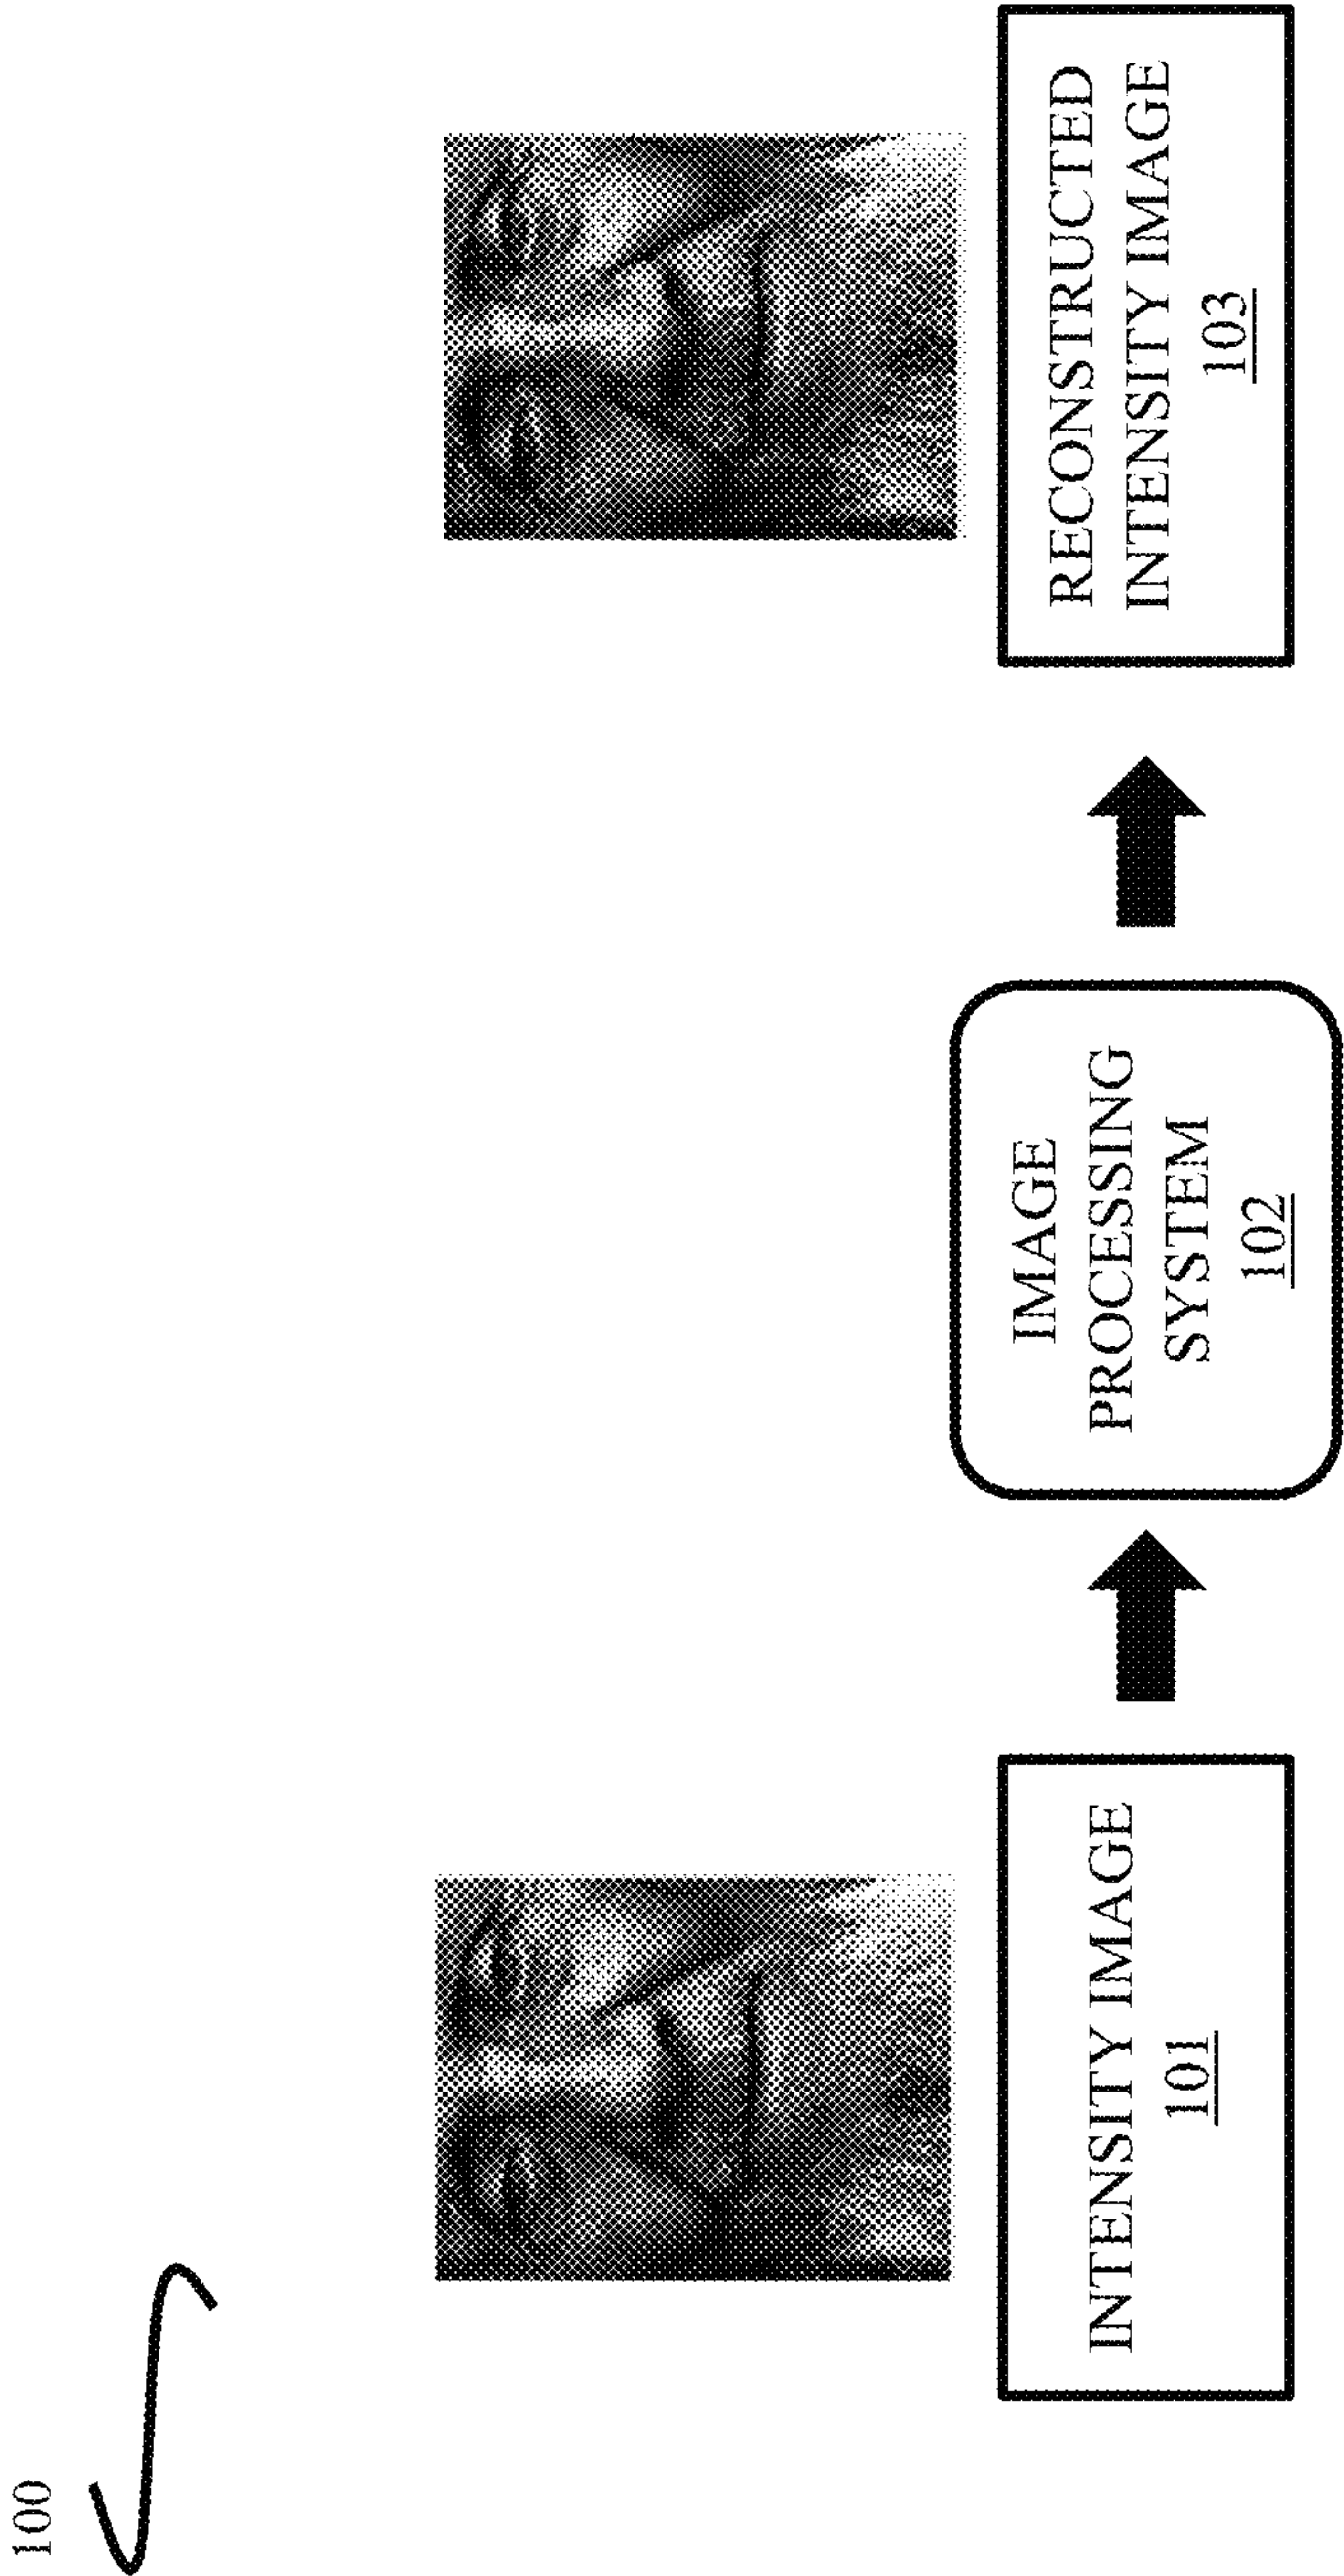 100
INTENSITY IMAGE
101
IMAGE
PROCESSING
SYSTEM
102
RECONSTRUCTED
INTENSITY IMAGE
103